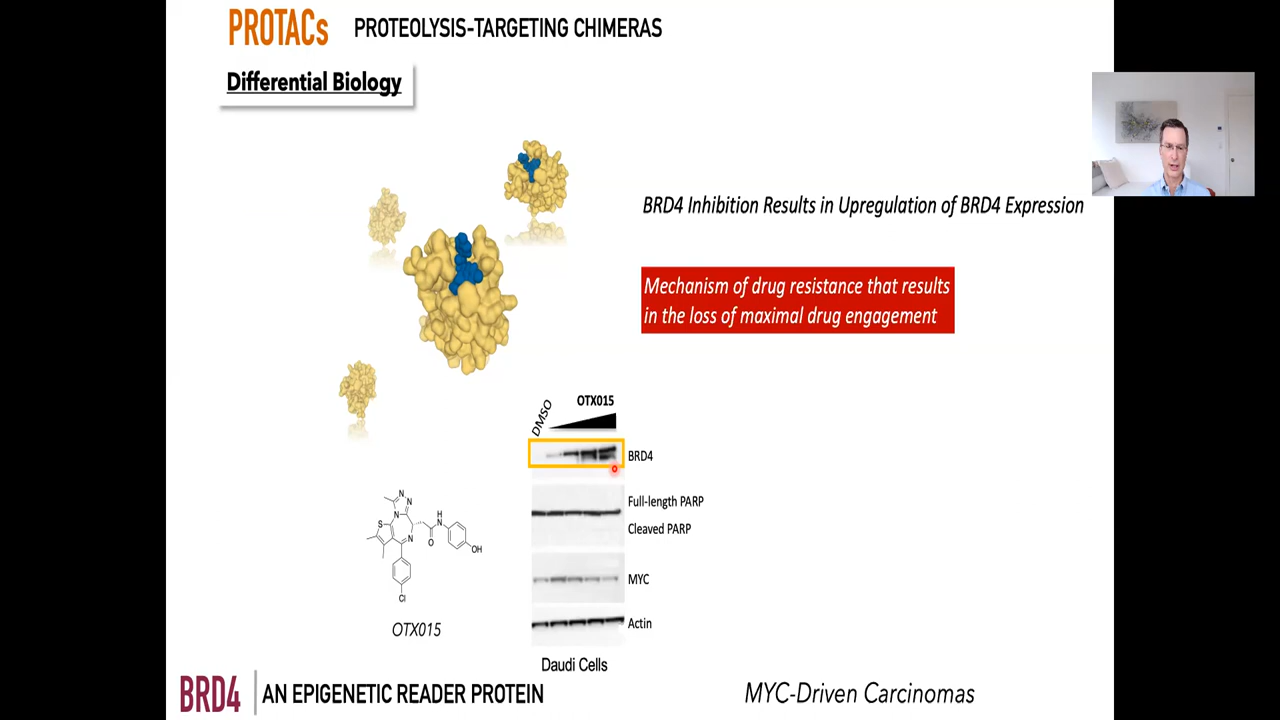 PROTACs PROTEOLYSIS-TARGETING CHIMERAS
Differential Biology
BRD4 Inhibition Results in Upregulation of BRD4 Expression
Mechanism of drug resistance that results
in the loss of maximal drug engagement
DMSO
OTX015
BRD4
Full-length PARP
Cleaved PARP
MYC
Actin
Daudi Cells
N
N
N
S
N
H
N
O
OH
Cl
OTX015
BRD4 AN EPIGENETIC READER PROTEIN
MYC-Driven Carcinomas